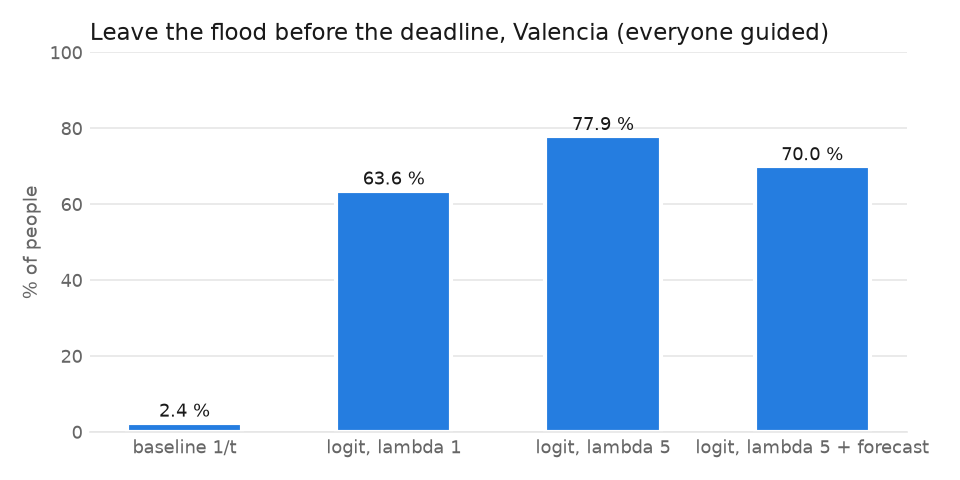 Leave the flood before the deadline, Valencia (everyone guided)
% of people
100
80
60
40
20
0
2.4 %
63.6 %
77.9 %
70.0 %
baseline 1/t
logit, lambda 1
logit, lambda 5
logit, lambda 5 + forecast